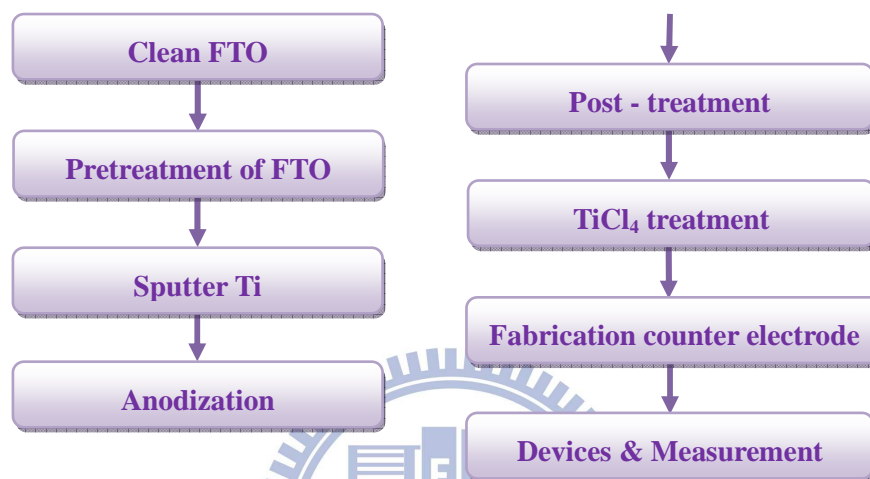 Clean FTO
Pretreatment of FTO
Sputter Ti
Anodization
Post - treatment
TiCl₄ treatment
Fabrication counter electrode
Devices & Measurement